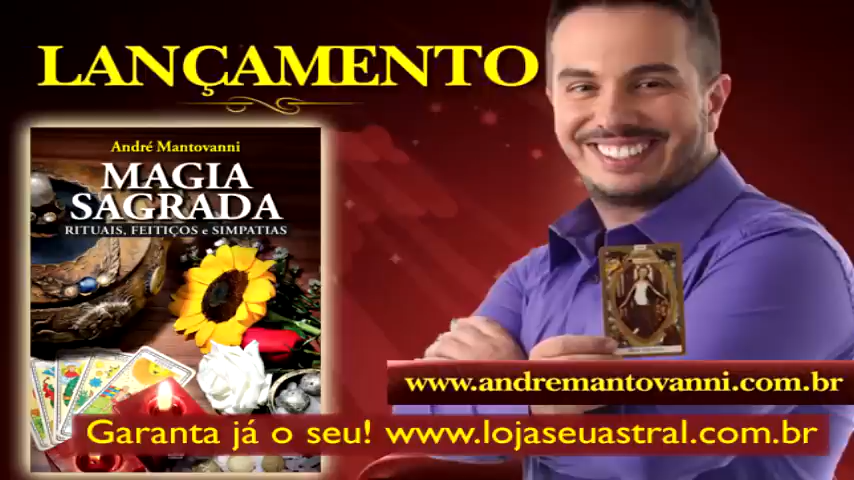 LANÇAMENTO
André Mantovanni
MAGIA
SAGRADA
RITUAIS, FEITIÇOS e SIMPATIAS
www.andremantovanni.com.br
Garanta já o seu! www.lojaseuastral.com.br